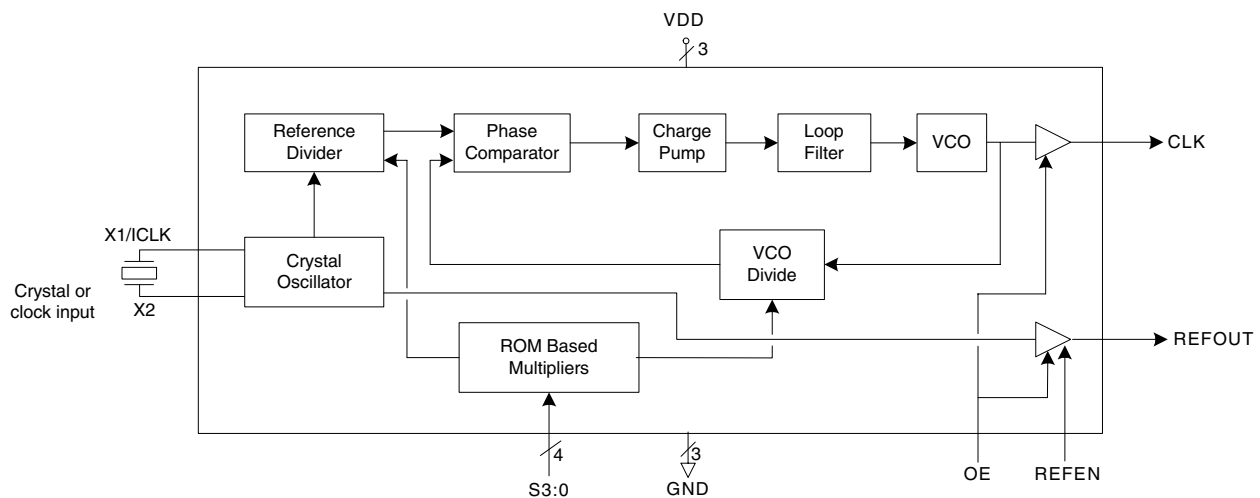 VDD
3
Reference
Divider
Phase
Comparator
Charge
Pump
Loop
Filter
VCO
CLK
X1/ICLK
Crystal
Oscillator
VCO
Divide
Crystal or
clock input
X2
ROM Based
Multipliers
REFOUT
4
3
S3:0
GND
OE
REFEN